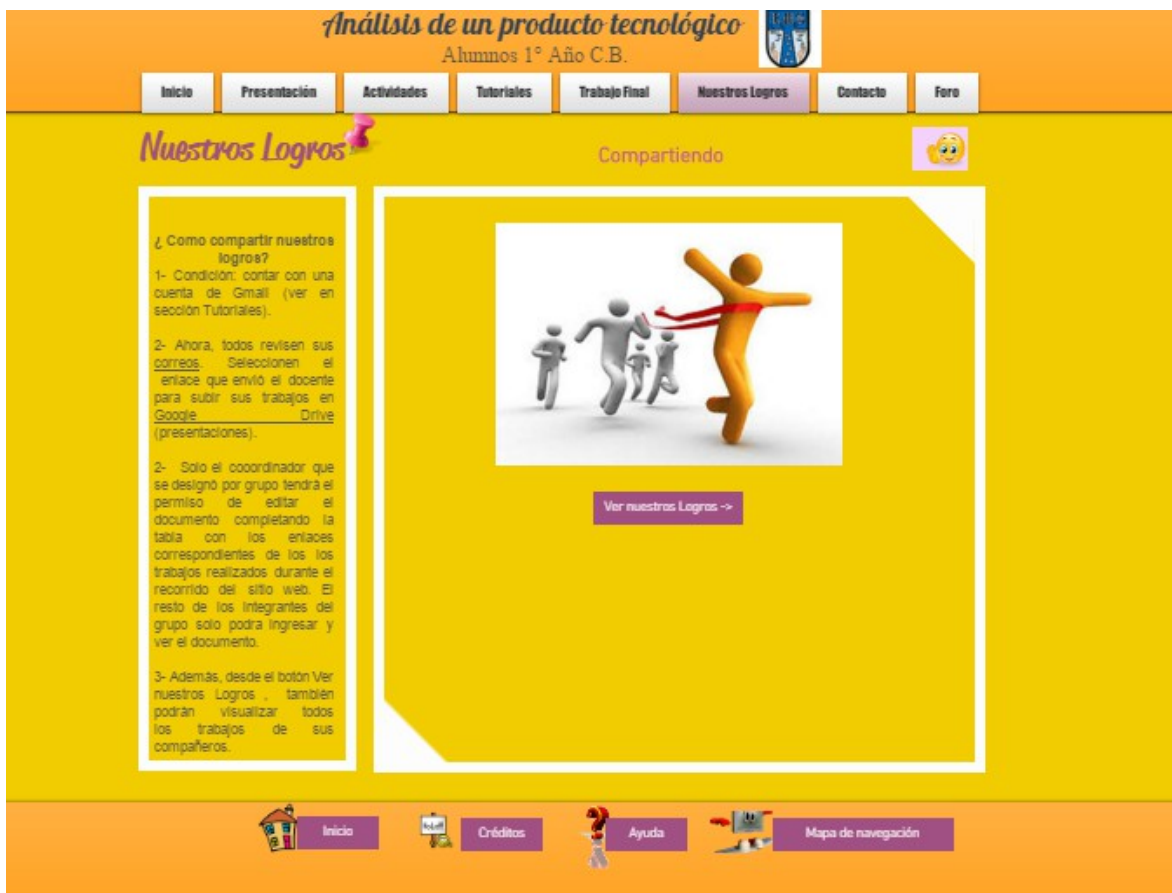 Análisis de un producto tecnológico
Alumnos 1° Año C.B.
Inicio Presentación Actividades Tutoriales Trabajo Final Nuestros Logros Contacto Foro
Nuestros Logros
Compartiendo
¿ Como compartir nuestros
logros?
1- Condición: contar con una
cuenta de Gmail (ver en
sección Tutoriales).
2- Ahora, todos revisen sus
correos. Seleccionen el
enlace que envió el docente
para subir sus trabajos en
Google Drive
(presentaciones).
2- Solo el cooordinador que
se designó por grupo tendrá el
permiso de editar el
documento completando la
tabla con los enlaces
correspondientes de los los
trabajos realizados durante el
recorrido del sitio web. El
resto de los integrantes del
grupo solo podra ingresar y
ver el documento.
3- Además, desde el botón Ver
nuestros Logros , también
podrán visualizar todos
los trabajos de sus
compañeros.
Ver nuestros Logros ->
Inicio Créditos Ayuda Mapa de navegación